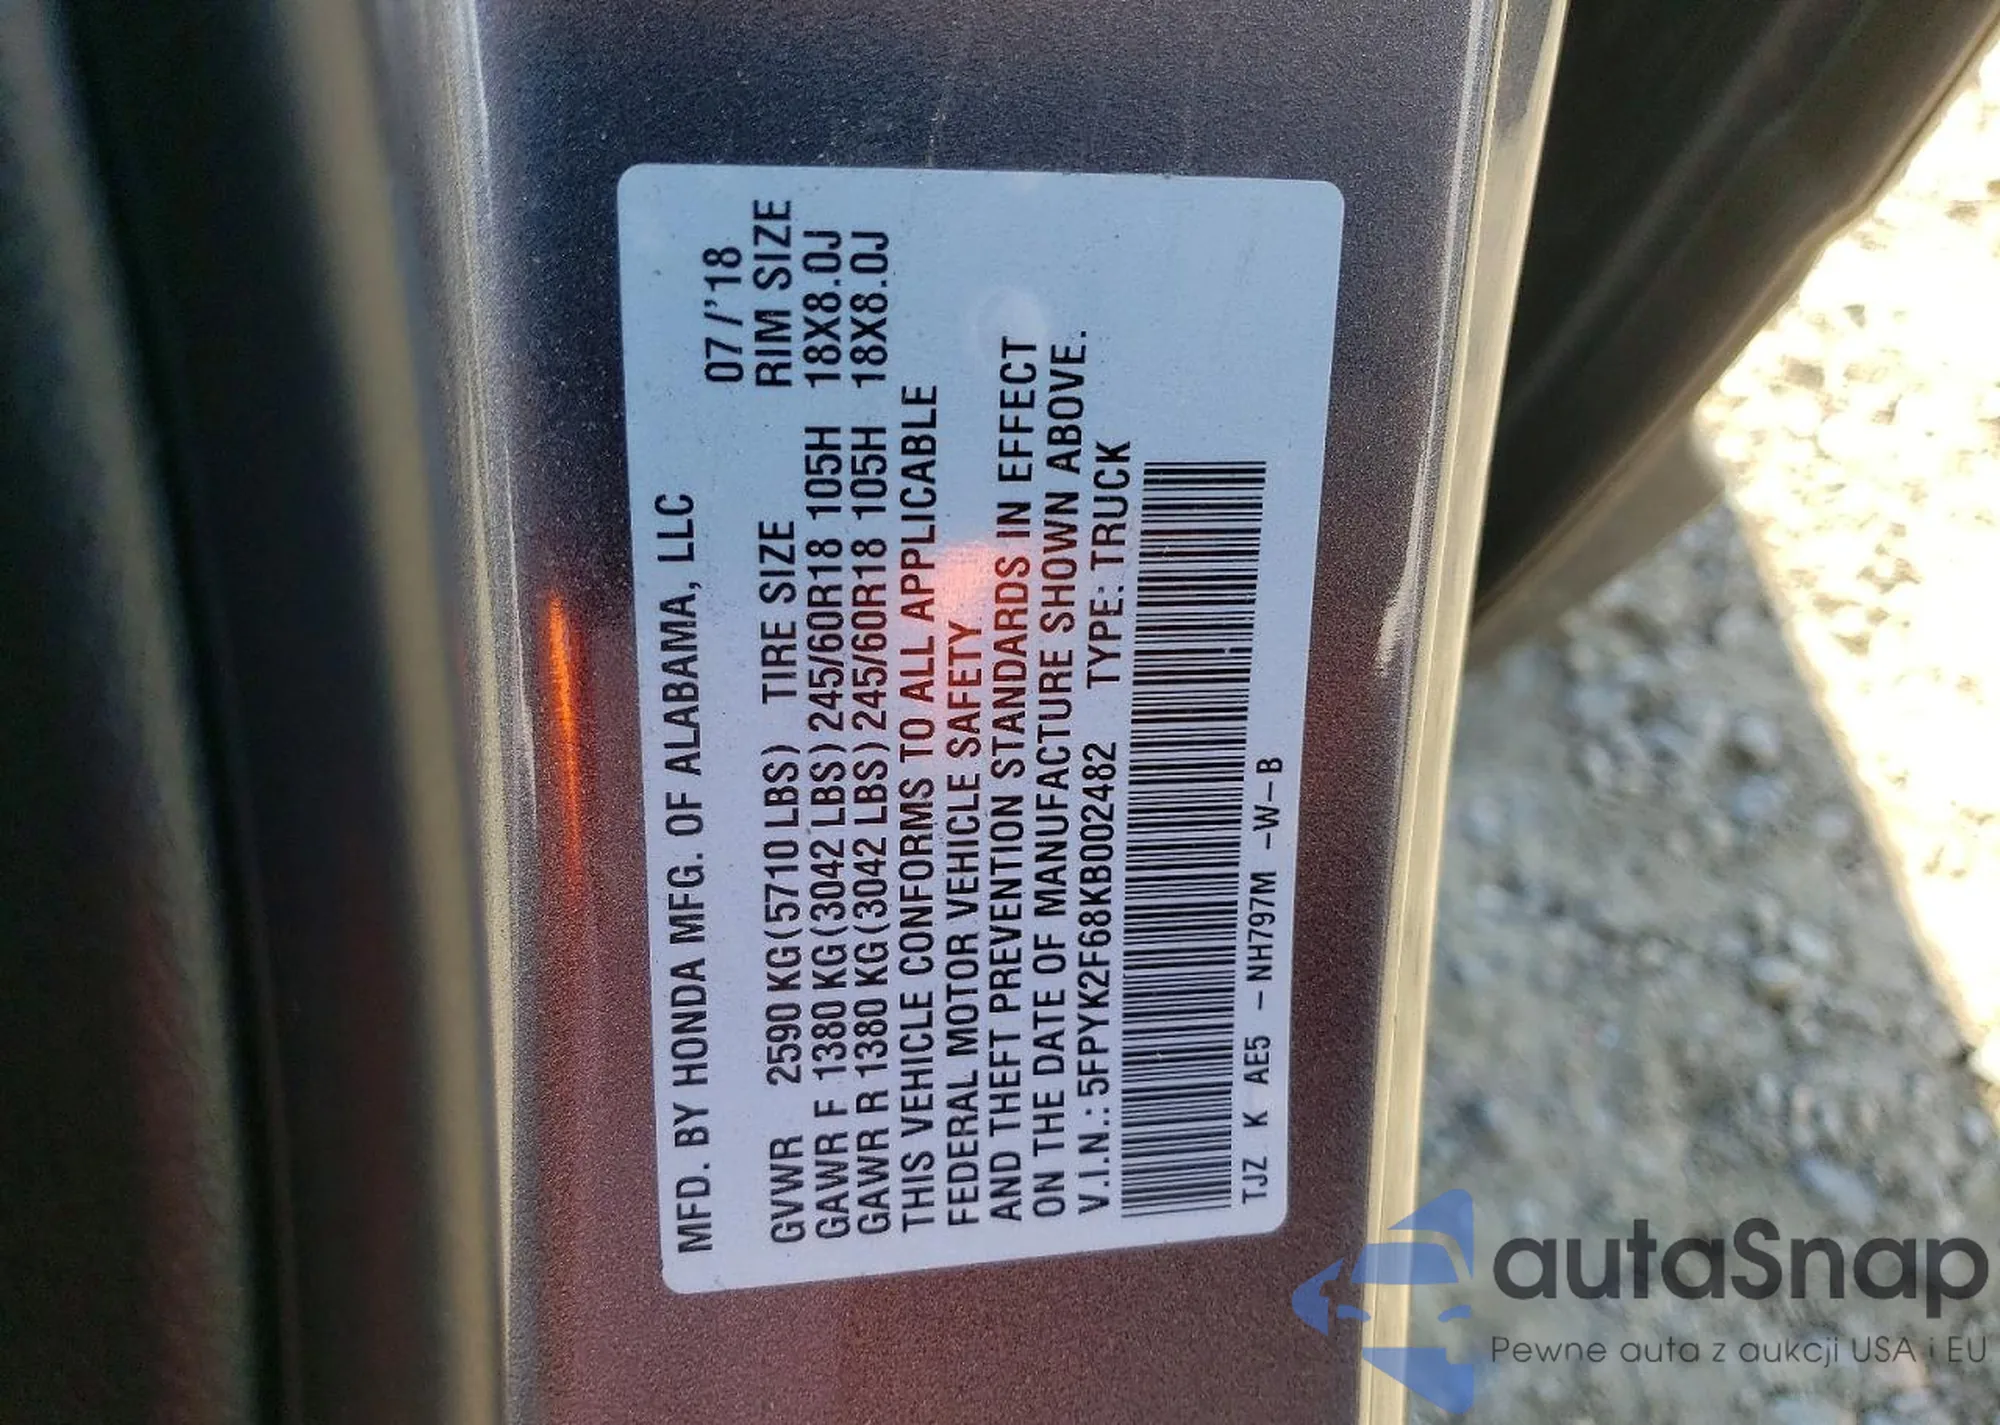 MFD. BY HONDA MFG. OF ALABAMA, LLC
07/'18
GVWR 2590 KG (5710 LBS) TIRE SIZE RIM SIZE
GAWR F 1380 KG (3042 LBS) 245/60R18 105H 18X8.0J
GAWR R 1380 KG (3042 LBS) 245/60R18 105H 18X8.0J
THIS VEHICLE CONFORMS TO ALL APPLICABLE
FEDERAL MOTOR VEHICLE SAFETY
AND THEFT PREVENTION STANDARDS IN EFFECT
ON THE DATE OF MANUFACTURE SHOWN ABOVE.
V.I.N.: 5FPYK2F68KB002482 TYPE: TRUCK
TJZ K AE5 - NH797M -W-B
autaSnap
Pewne auta z aukcji USA i EU